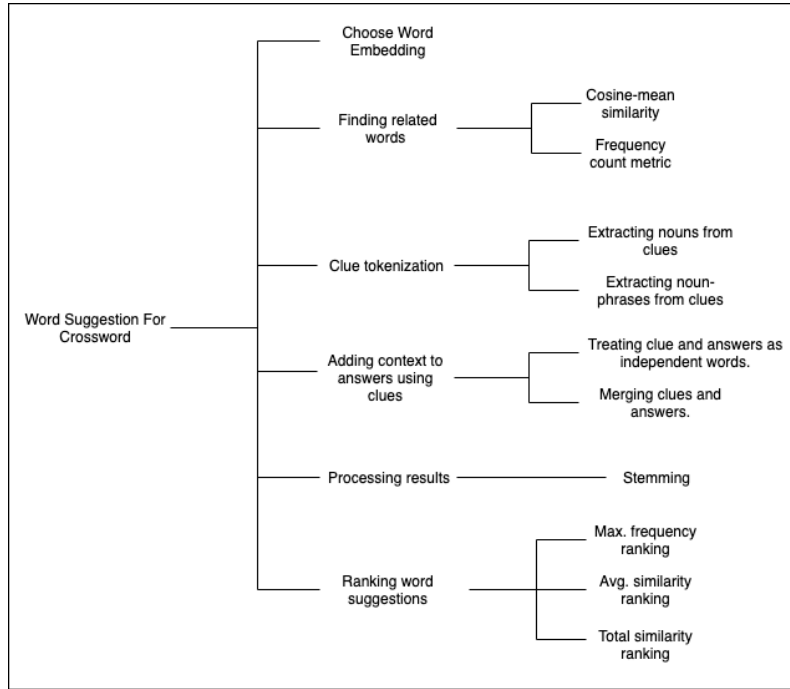 Choose Word
Embedding
Finding related
words
Cosine-mean
similarity
Frequency
count metric
Clue tokenization
Extracting nouns from
clues
Extracting noun-
phrases from clues
Word Suggestion For
Crossword
Adding context to
answers using
clues
Treating clue and answers as
independent words.
Merging clues and
answers.
Processing results
Stemming
Ranking word
suggestions
Max. frequency
ranking
Avg. similarity
ranking
Total similarity
ranking